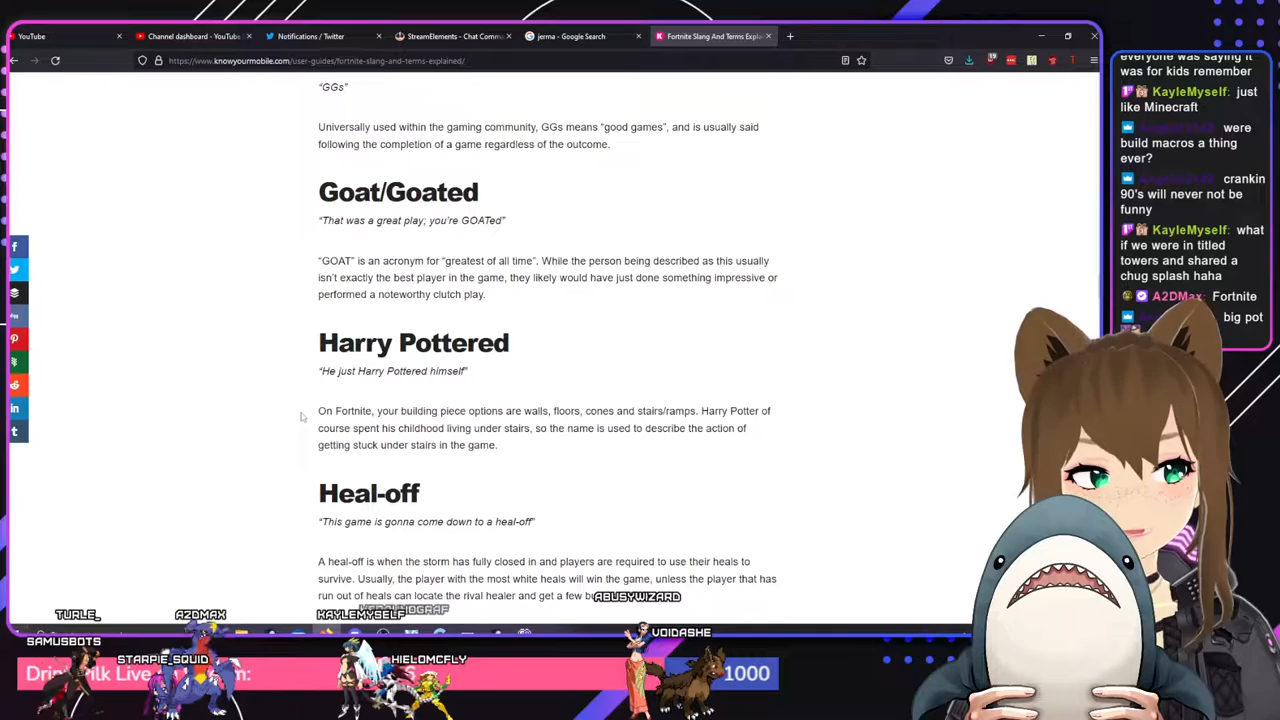 YouTube
Channel dashboard - YouTube
Notifications / Twitter
StreamElements - Chat Comma
jerma - Google Search
Fortnite Slang And Terms Expla
https://www.knowyourmobile.com/user-guides/fortnite-slang-and-terms-explained/
"GGs"
Universally used within the gaming community, GGs means "good games", and is usually said
following the completion of a game regardless of the outcome.
Goat/Goated
"That was a great play; you're GOATed"
"GOAT" is an acronym for "greatest of all time". While the person being described as this usually
isn't exactly the best player in the game, they likely would have just done something impressive or
performed a noteworthy clutch play.
Harry Pottered
"He just Harry Pottered himself"
On Fortnite, your building piece options are walls, floors, cones and stairs/ramps. Harry Potter of
course spent his childhood living under stairs, so the name is used to describe the action of
getting stuck under stairs in the game.
Heal-off
"This game is gonna come down to a heal-off"
A heal-off is when the storm has fully closed in and players are required to use their heals to
survive. Usually, the player with the most white heals will win the game, unless the player that has
run out of heals can locate the rival healer and get a few
everyone was saying it
was for kids remember
KayleMyself: just
like Minecraft
were
build macros a thing
ever?
crankin
90's will never not be
funny
KayleMyself: what
if we were in titled
towers and shared a
chug splash haha
A2DMax: Fortnite
big pot
TURLE_
A2DMAX
KAYLEMYSELF
ABUSYWIZARD
SAMUSBOTS
STARPIE_SQUID
HIELOMCFLY
VOIDASHE
Drin Pilk Live
1000